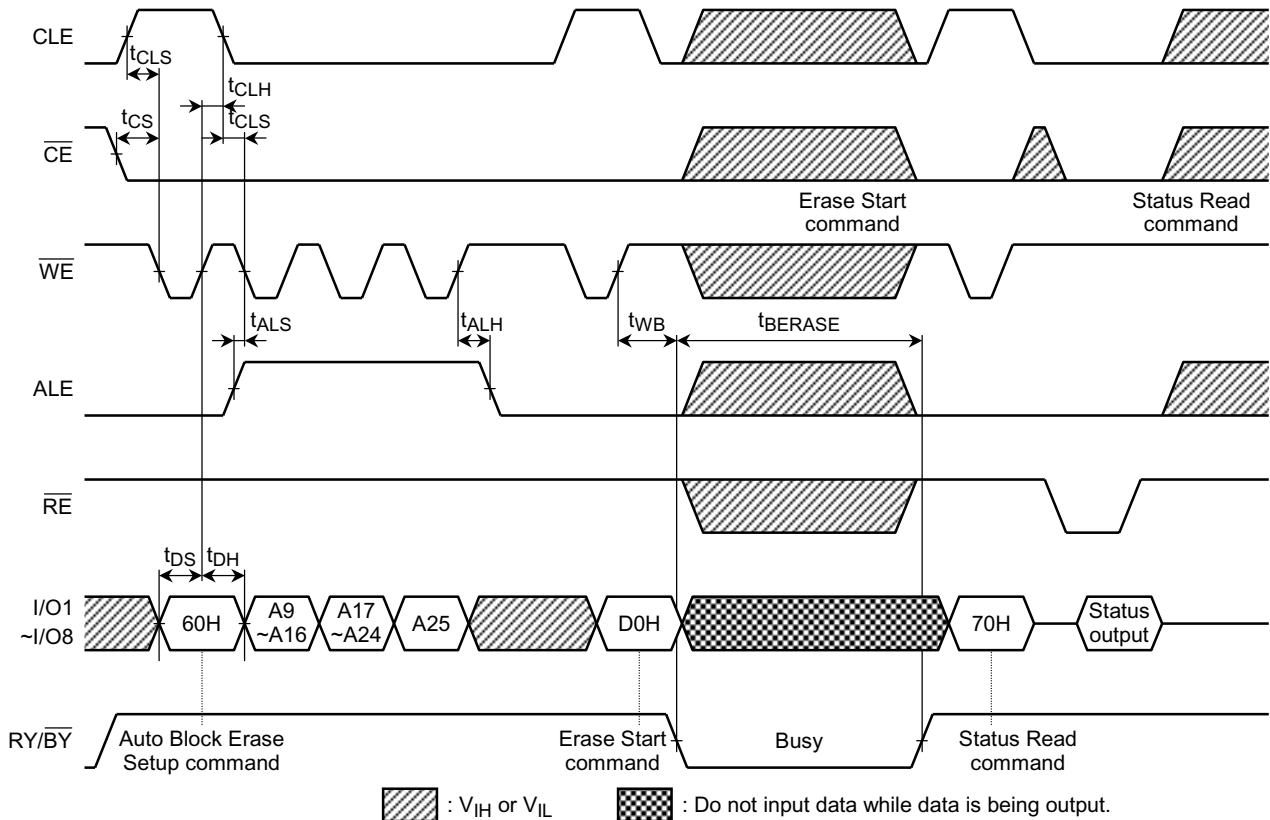 CLE
tCLS
tCLH
tCS
tCLS
CE
Erase Start
command
Status Read
command
WE
tALS
tALH
tWB
tBERASE
ALE
RE
tDS
tDH
I/O1
~I/O8
60H
A9
~A16
A17
~A24
A25
D0H
70H
Status
output
RY/BY
Auto Block Erase
Setup command
Erase Start
command
Busy
Status Read
command
: VIH or VIL
: Do not input data while data is being output.